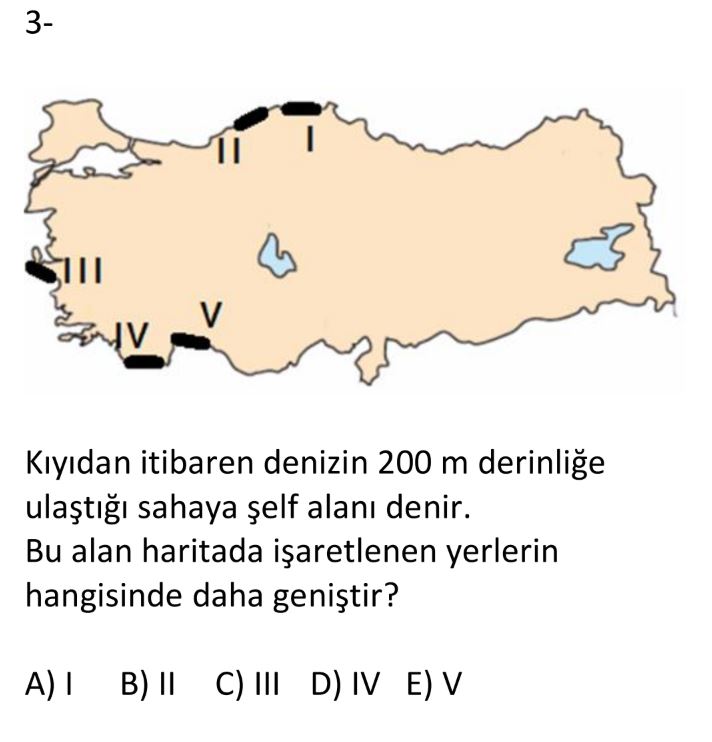 3-
I
II
III
V
IV
Kıyıdan itibaren denizin 200 m derinliğe
ulaştığı sahaya şelf alanı denir.
Bu alan haritada işaretlenen yerlerin
hangisinde daha geniştir?
A) I B) II C) III D) IV E) V